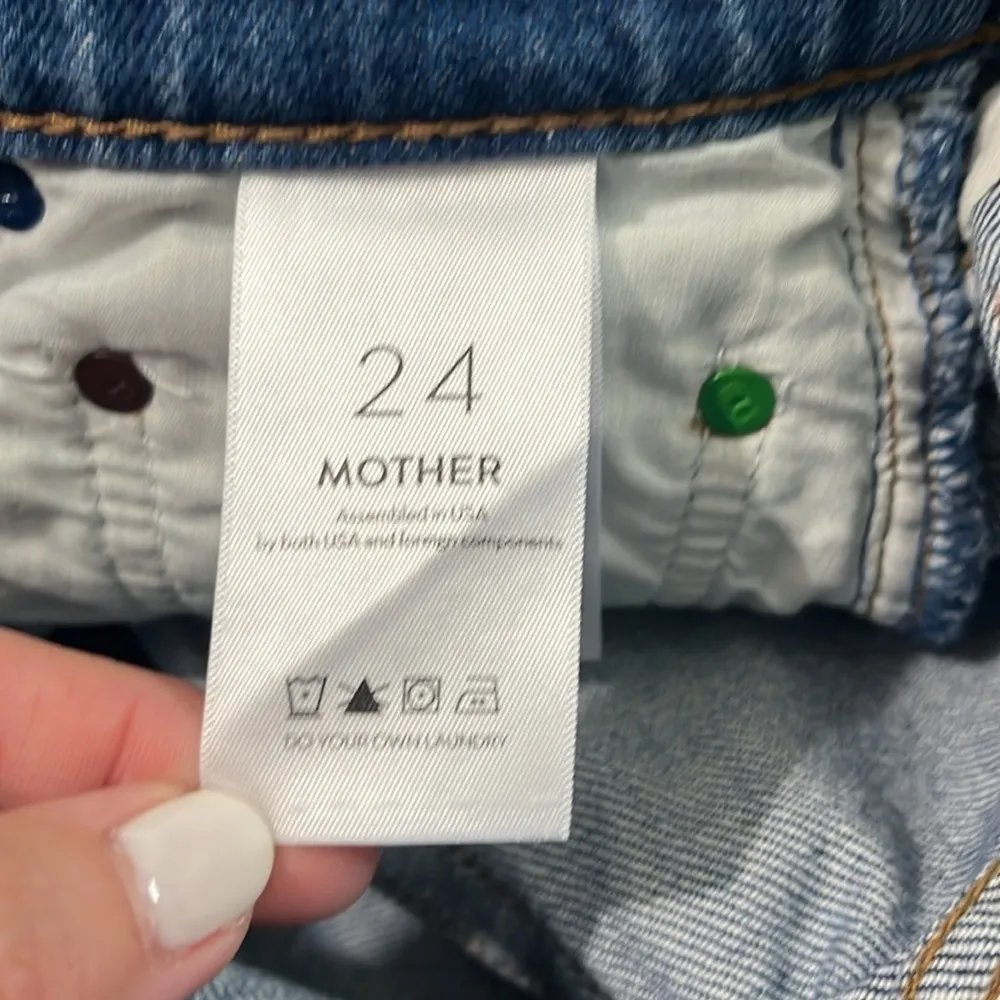 24
MOTHER
Assembled in USA
by both USA and foreign components
DO YOUR OWN LAUNDRY